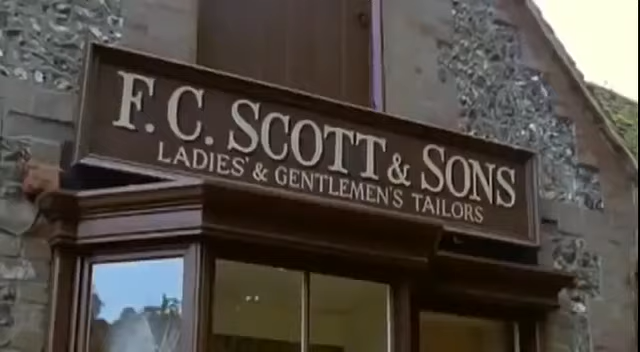 F. C. SCOTT & SONS
LADIES' & GENTLEMEN'S TAILORS